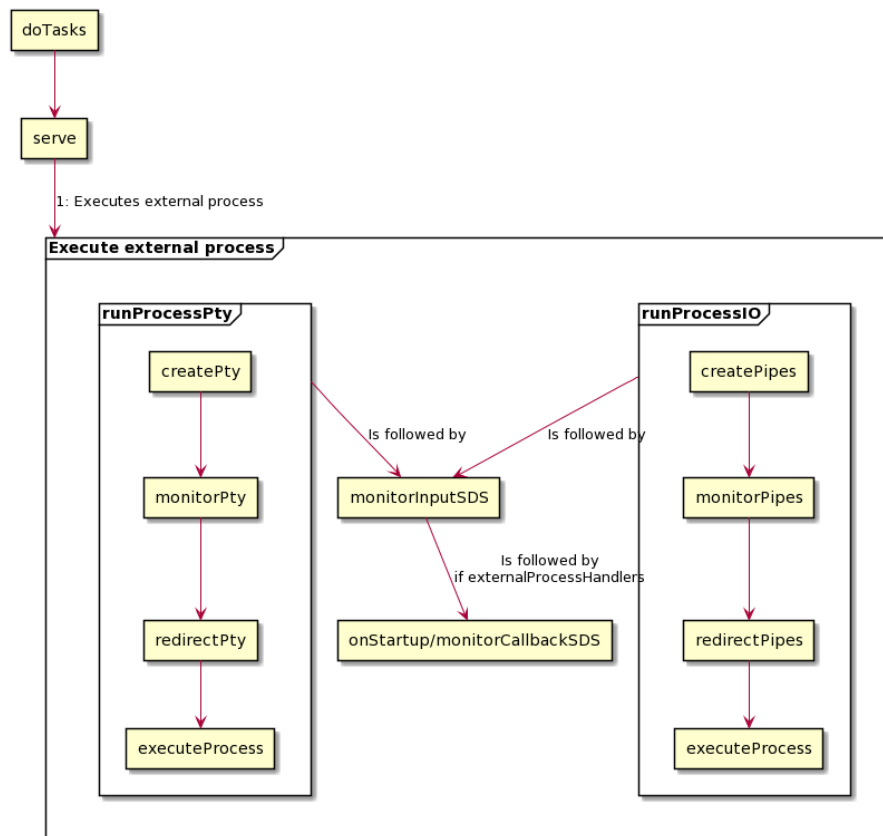 doTasks
serve
1: Executes external process
Execute external process
runProcessPty
runProcessIO
createPty
createPipes
Is followed by
Is followed by
monitorPty
monitorInputSDS
monitorPipes
Is followed by
if externalProcessHandlers
redirectPty
onStartup/monitorCallbackSDS
redirectPipes
executeProcess
executeProcess